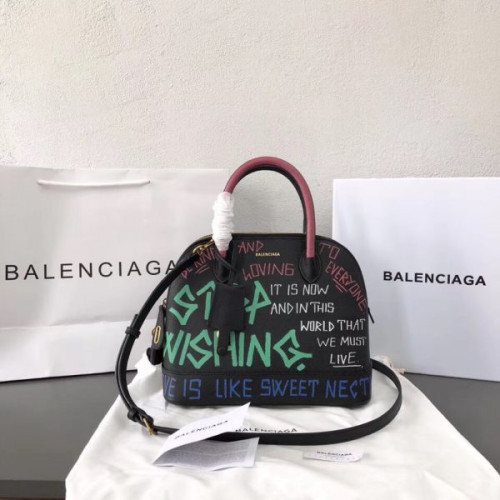 BALENCIAGA
BALENCIAGA
BALENCIAGA
AND TO
LOVING EVERYONE
IT IS NOW
AND IN THIS
WORLD THAT
WE MUST
LIVE.
STOP
WISHING.
E IS LIKE SWEET NECT
BALENCIAGA
BALENCIAGA